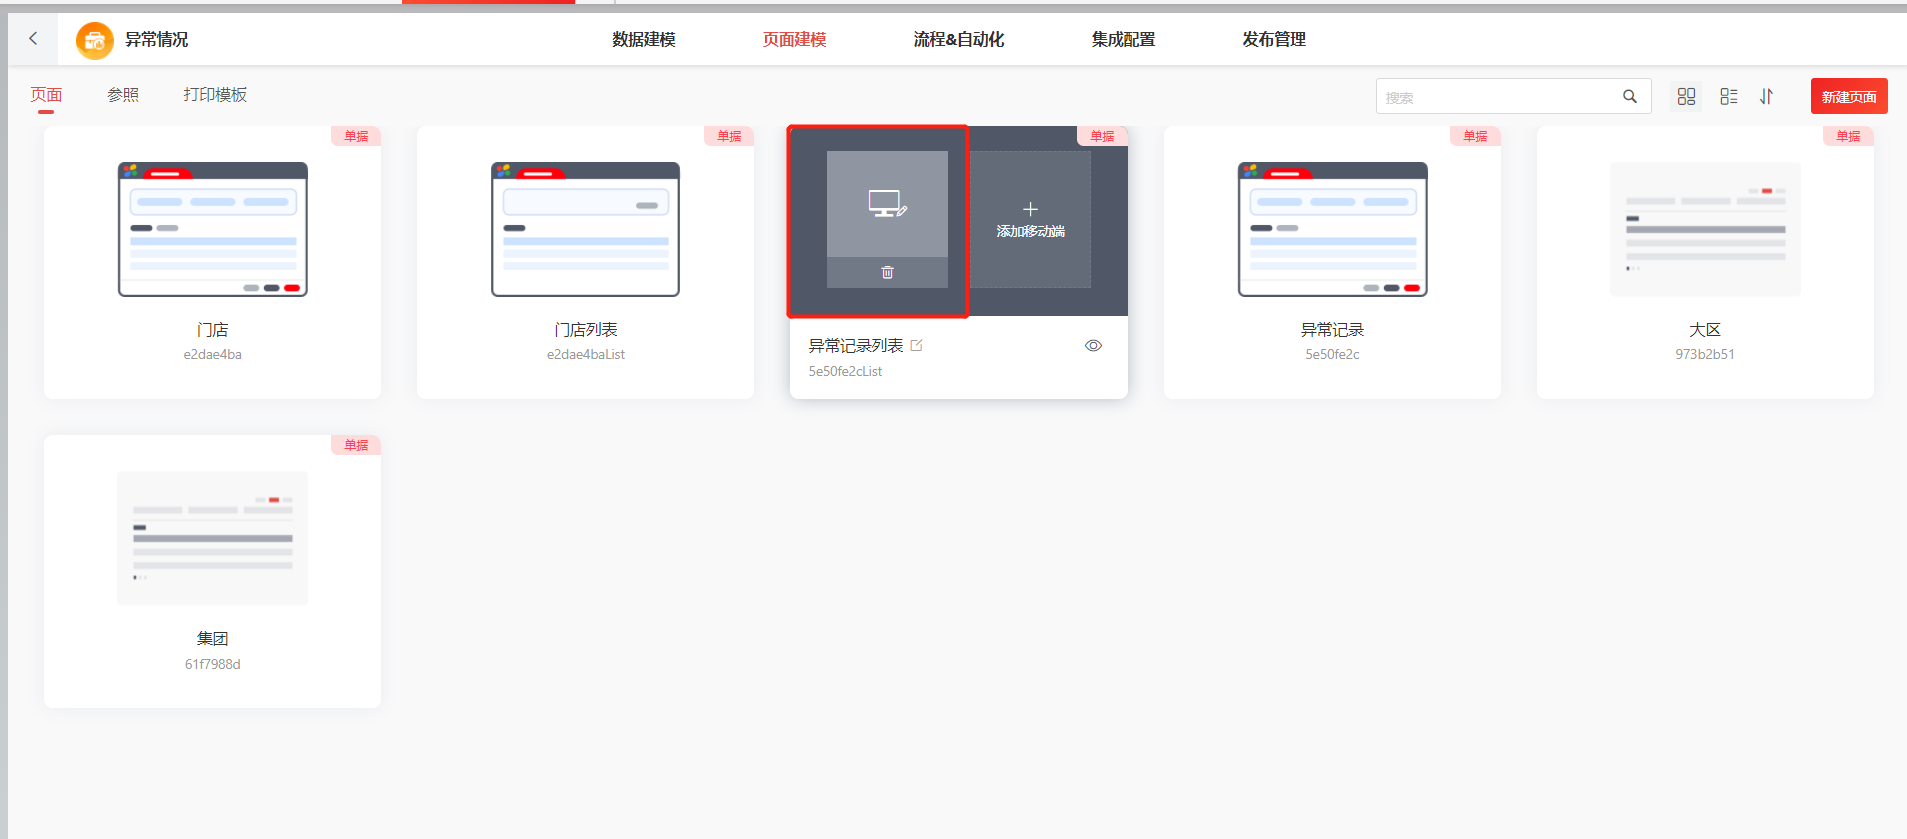 异常情况
数据建模
页面建模
流程&自动化
集成配置
发布管理
页面
参照
打印模板
搜索
新建页面
单据
门店
e2dae4ba
单据
门店列表
e2dae4baList
单据
添加移动端
异常记录列表
5e50fe2cList
单据
异常记录
5e50fe2c
单据
大区
973b2b51
单据
集团
61f7988d